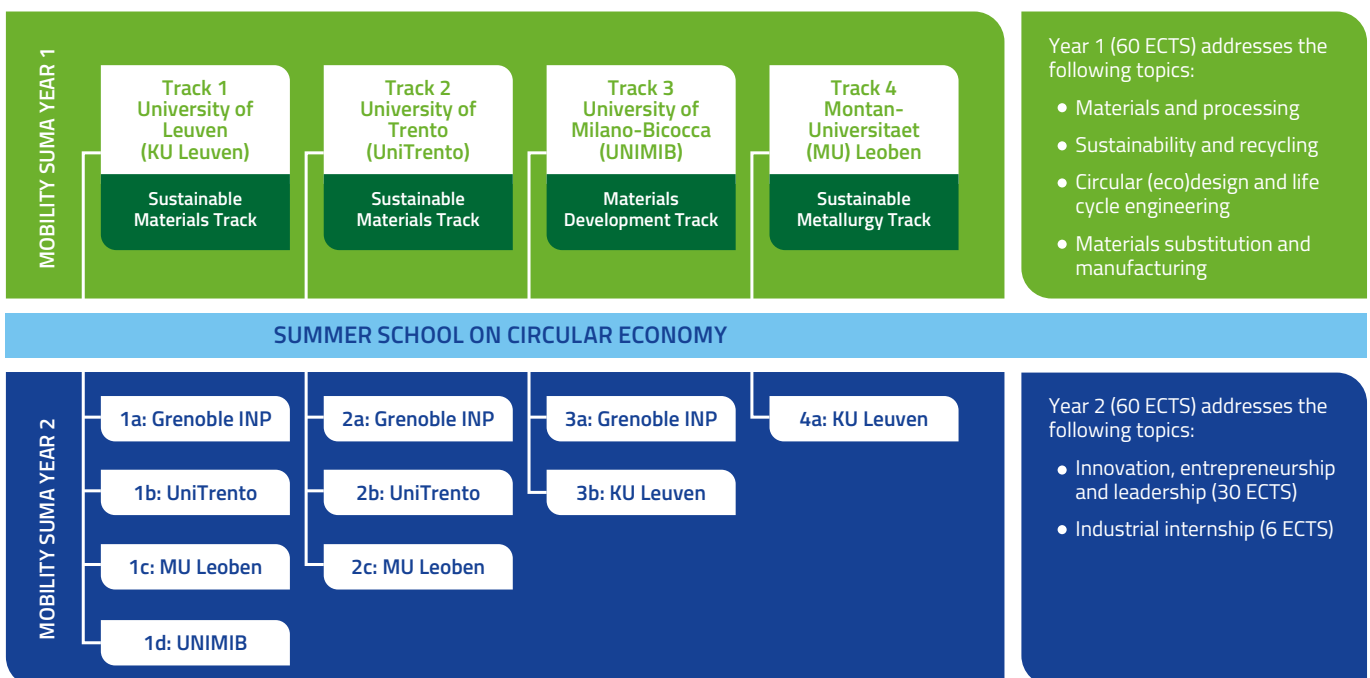 MOBILITY SUMA YEAR 1
Track 1
University of
Leuven
(KU Leuven)
Sustainable
Materials Track
Track 2
University of
Trento
(UniTrento)
Sustainable
Materials Track
Track 3
University of
Milano-Bicocca
(UNIMIB)
Materials
Development Track
Track 4
Montan-
Universitaet
(MU) Leoben
Sustainable
Metallurgy Track
Year 1 (60 ECTS) addresses the
following topics:
• Materials and processing
• Sustainability and recycling
• Circular (eco)design and life
cycle engineering
• Materials substitution and
manufacturing
SUMMER SCHOOL ON CIRCULAR ECONOMY
MOBILITY SUMA YEAR 2
1a: Grenoble INP
1b: UniTrento
1c: MU Leoben
1d: UNIMIB
2a: Grenoble INP
2b: UniTrento
2c: MU Leoben
3a: Grenoble INP
3b: KU Leuven
4a: KU Leuven
Year 2 (60 ECTS) addresses the
following topics:
• Innovation, entrepreneurship
and leadership (30 ECTS)
• Industrial internship (6 ECTS)